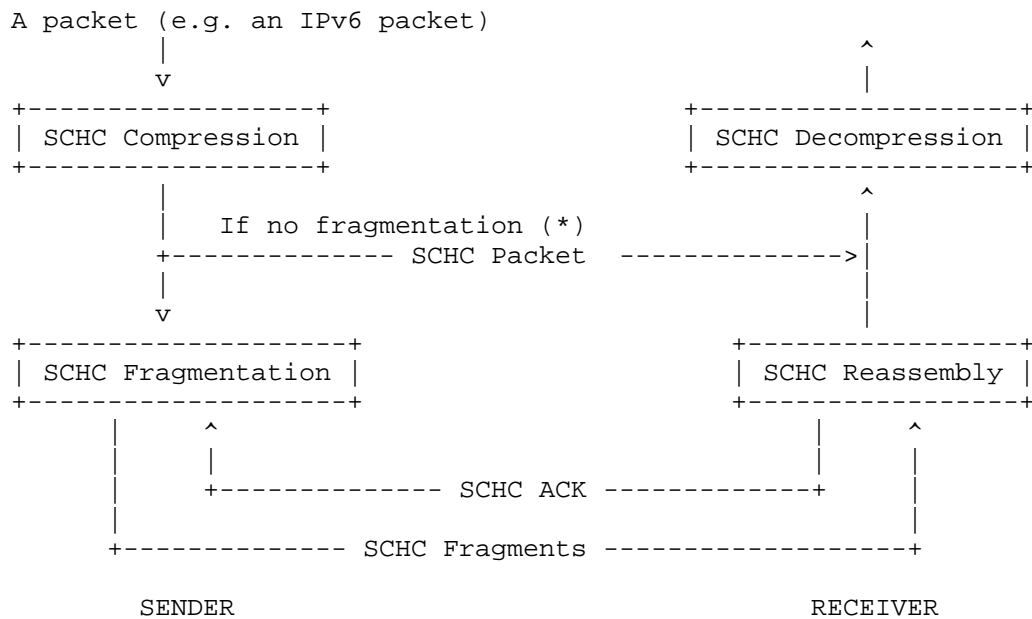 A packet (e.g. an IPv6 packet)
SCHC Compression
SCHC Decompression
If no fragmentation (*)
SCHC Packet
SCHC Fragmentation
SCHC Reassembly
SCHC ACK
SCHC Fragments
SENDER
RECEIVER